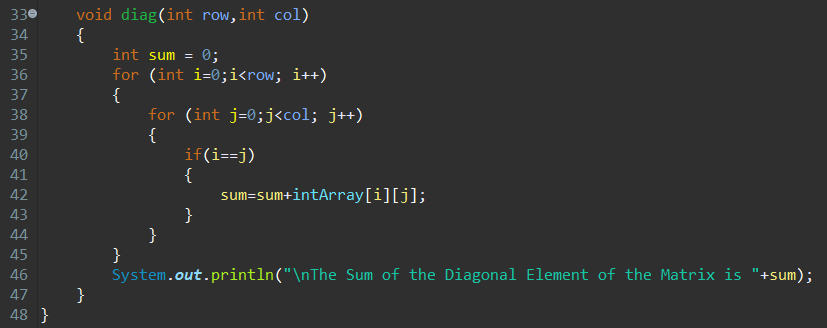 33 void diag(int row,int col)
34 {
35 int sum = 0;
36 for (int i=0;i<row; i++)
37 {
38 for (int j=0;j<col; j++)
39 {
40 if(i==j)
41 {
42 sum=sum+intArray[i][j];
43 }
44 }
45 }
46 System.out.println("\nThe Sum of the Diagonal Element of the Matrix is "+sum);
47 }
48 }